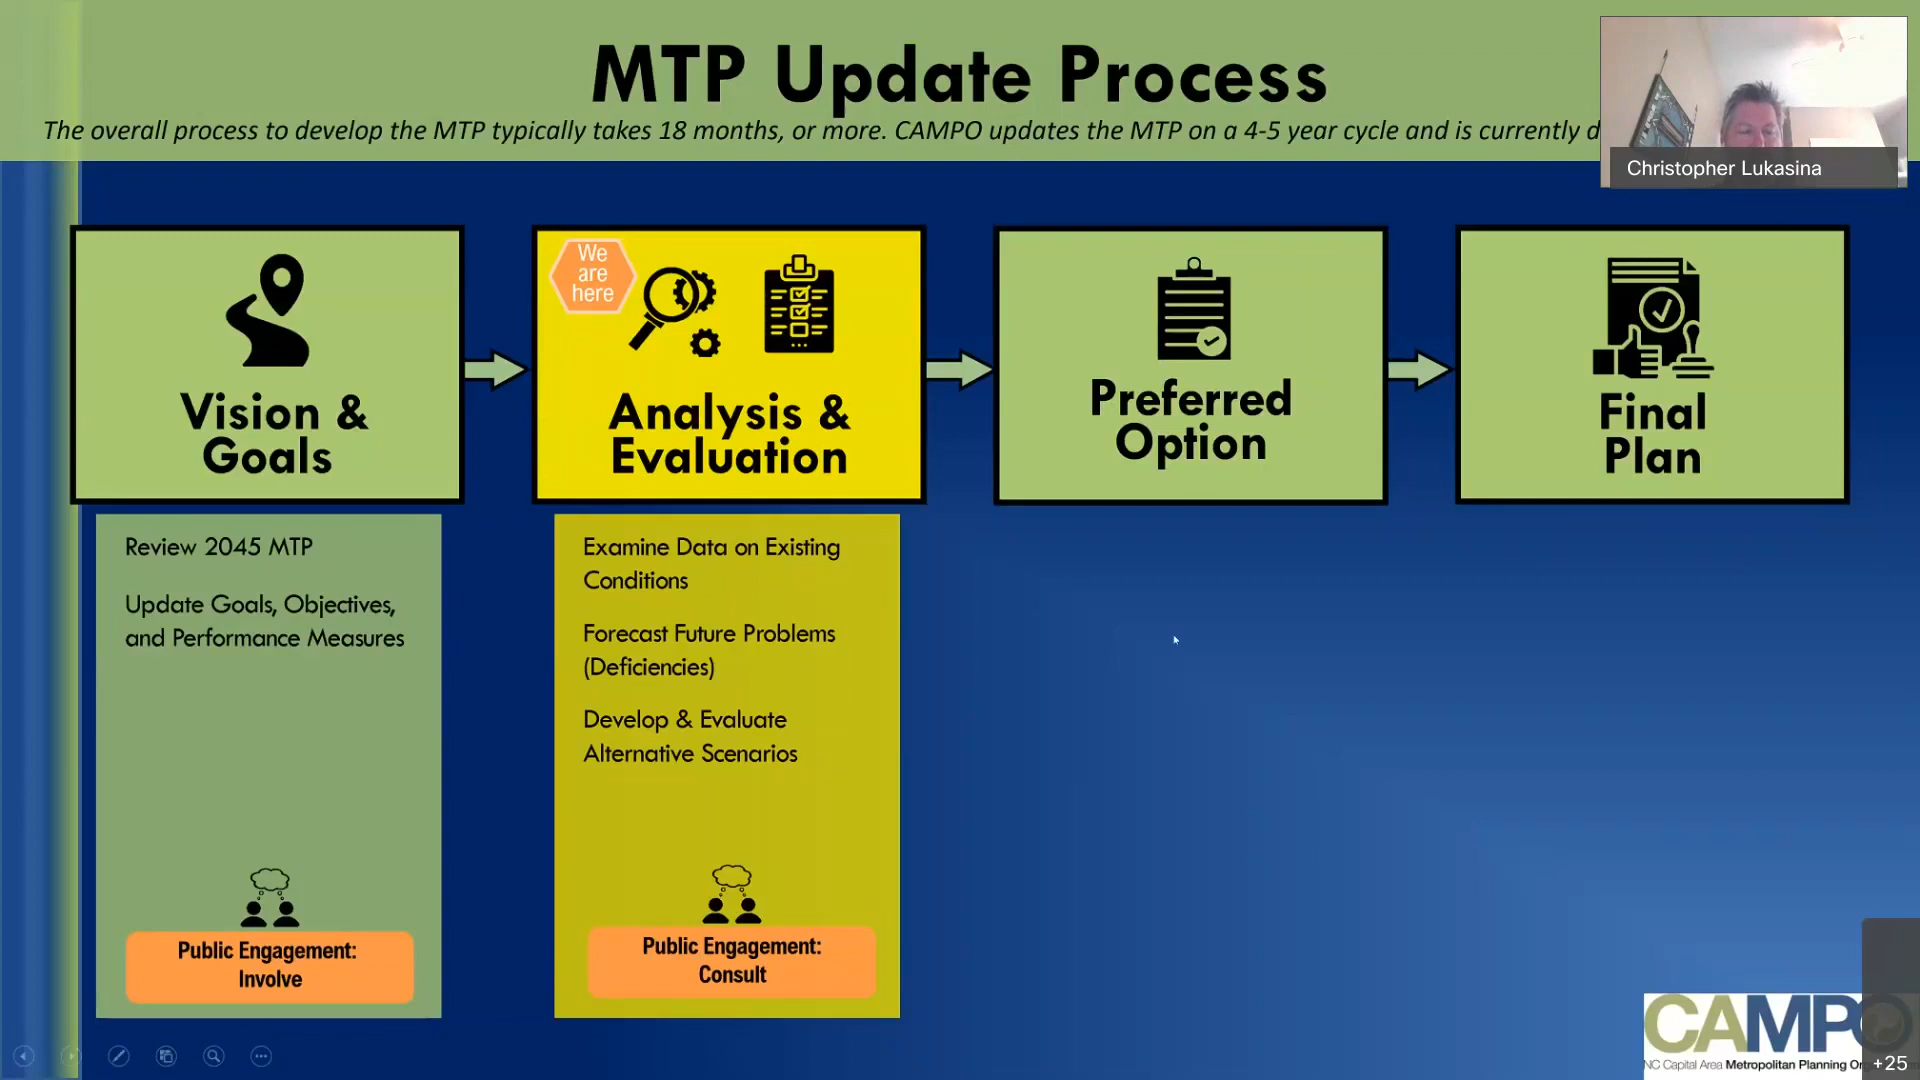 MTP Update Process
The overall process to develop the MTP typically takes 18 months, or more. CAMPO updates the MTP on a 4-5 year cycle and is currently
Christopher Lukasina
We
are
here
Vision &
Goals
Analysis &
Evaluation
Preferred
Option
Final
Plan
Review 2045 MTP
Update Goals, Objectives,
and Performance Measures
Public Engagement:
Involve
Examine Data on Existing
Conditions
Forecast Future Problems
(Deficiencies)
Develop & Evaluate
Alternative Scenarios
Public Engagement:
Consult
CAMPO
NC Capital Area Metropolitan Planning
+25